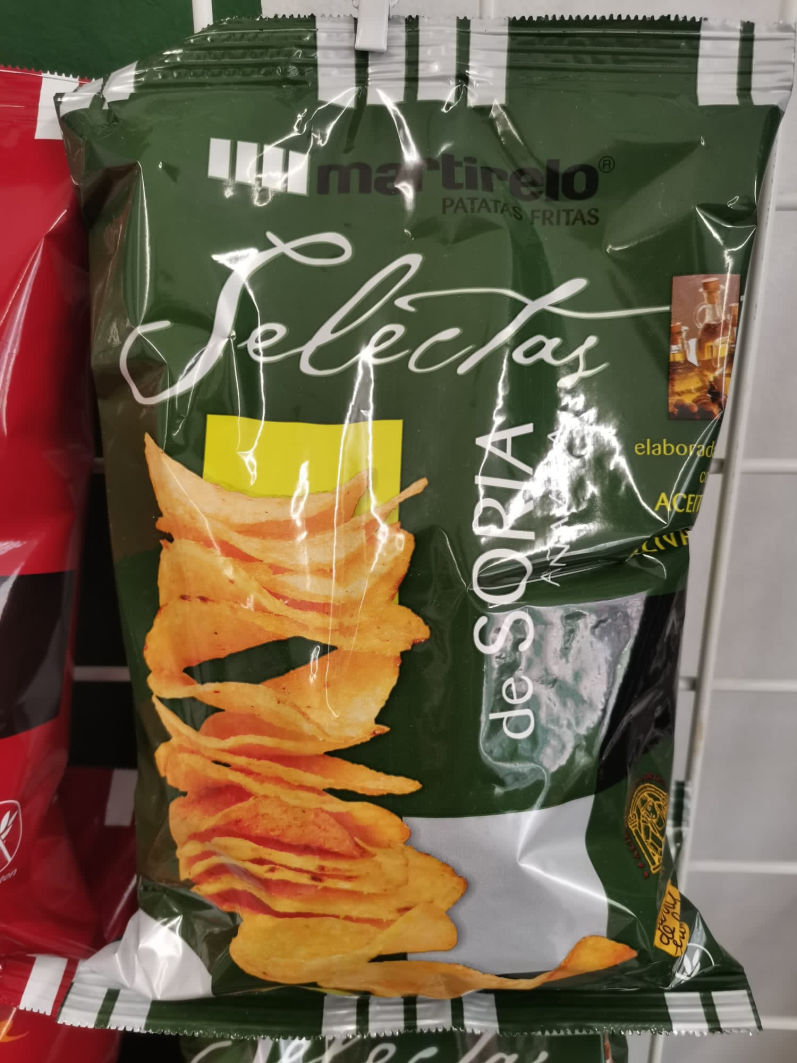 martirelo®
PATATAS FRITAS
Selectas
de SORIA
elaborad
ACEIT